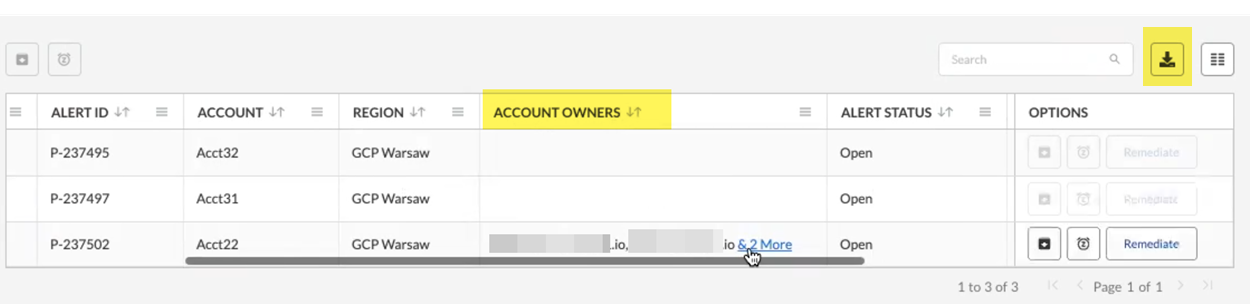 Search
ALERT ID ACCOUNT REGION ACCOUNT OWNERS ALERT STATUS OPTIONS
P-237495 Acct32 GCP Warsaw Open Remediate
P-237497 Acct31 GCP Warsaw Open Remediate
P-237502 Acct22 GCP Warsaw .io, .io & 2 More Open Remediate
1 to 3 of 3 Page 1 of 1